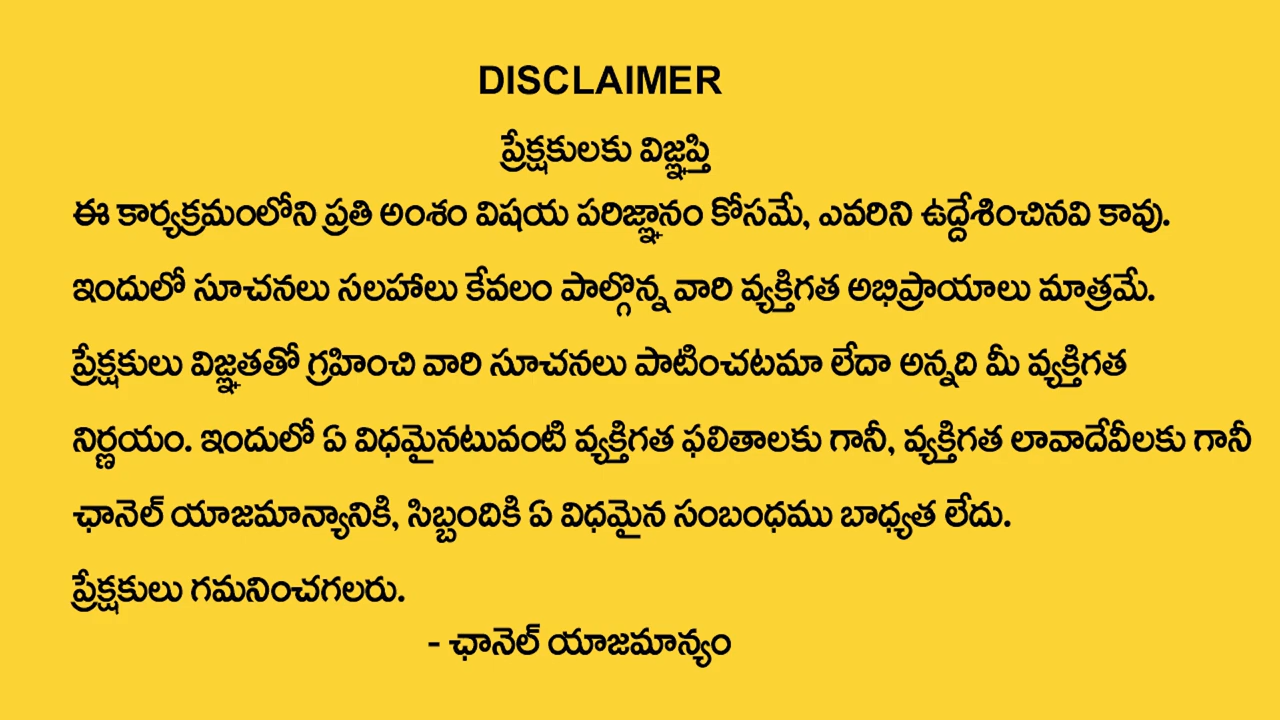 DISCLAIMER
ప్రేక్షకులకు విజ్ఞప్తి
ఈ కార్యక్రమంలోని ప్రతి అంశం విషయ పరిజ్ఞానం కోసమే, ఎవరిని ఉద్దేశించినవి కావు.
ఇందులో సూచనలు సలహాలు కేవలం పాల్గొన్న వారి వ్యక్తిగత అభిప్రాయాలు మాత్రమే.
ప్రేక్షకులు విజ్ఞతతో గ్రహించి వారి సూచనలు పాటించటమా లేదా అన్నది మీ వ్యక్తిగత
నిర్ణయం. ఇందులో ఏ విధమైనటువంటి వ్యక్తిగత ఫలితాలకు గానీ, వ్యక్తిగత లావాదేవీలకు గానీ
ఛానెల్ యాజమాన్యానికి, సిబ్బందికి ఏ విధమైన సంబంధము బాధ్యత లేదు.
ప్రేక్షకులు గమనించగలరు.
- ఛానెల్ యాజమాన్యం